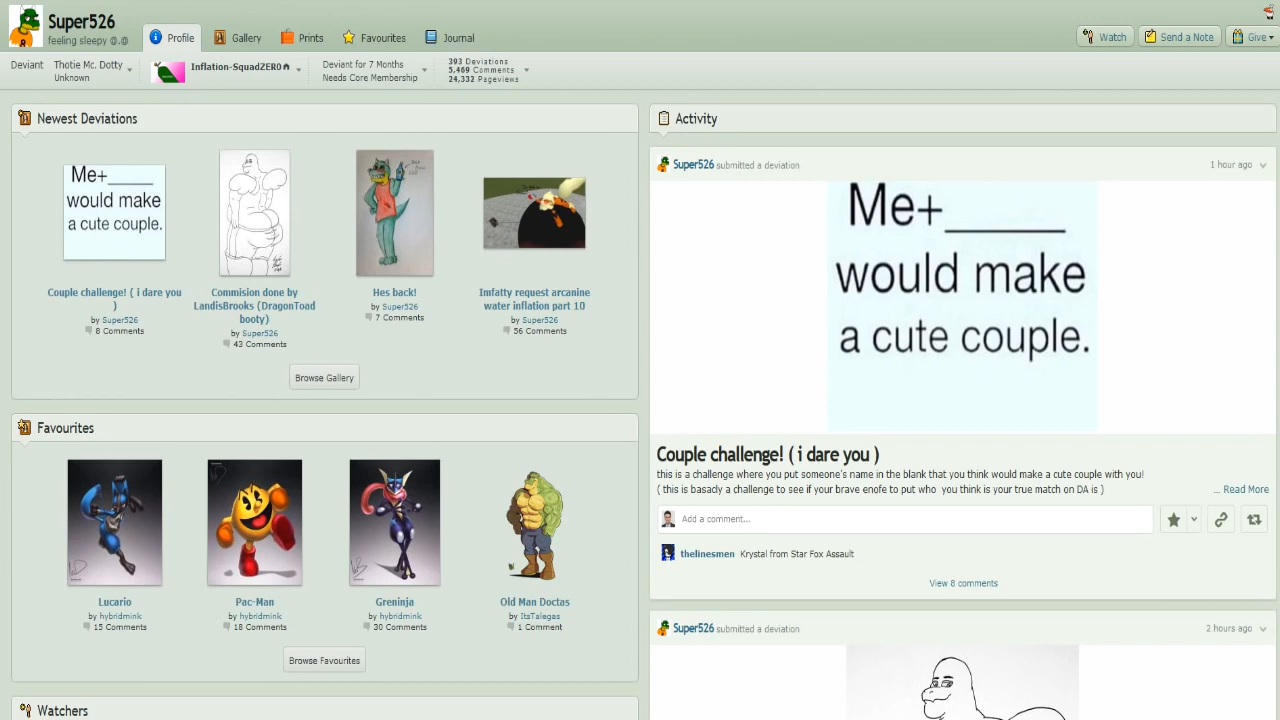 Super526
feeling sleepy @.@
Profile
Gallery
Prints
Favourites
Journal
Watch
Send a Note
Give
Deviant
Thotie Mc. Dotty
Unknown
Inflation-SquadZER0
Deviant for 7 Months
Needs Core Membership
393 Deviations
5,469 Comments
24,332 Pageviews
Newest Deviations
Me+_____
would make
a cute couple.
Couple challenge! ( i dare you
)
by Super526
8 Comments
Commision done by
LandisBrooks (DragonToad
booty)
by Super526
43 Comments
Hes back!
by Super526
7 Comments
Imfatty request arcanine
water inflation part 10
by Super526
56 Comments
Browse Gallery
Favourites
Lucario
by hybridmink
15 Comments
Pac-Man
by hybridmink
18 Comments
Greninja
by hybridmink
30 Comments
Old Man Doctas
by ItsTalegas
1 Comment
Browse Favourites
Watchers
Activity
Super526 submitted a deviation
1 hour ago
Me+______
would make
a cute couple.
Couple challenge! ( i dare you )
this is a challenge where you put someone's name in the blank that you think would make a cute couple with you!
( this is basacly a challenge to see if your brave enofe to put who you think is your true match on DA is )
... Read More
Add a comment...
thelinesmen Krystal from Star Fox Assault
View 8 comments
Super526 submitted a deviation
2 hours ago